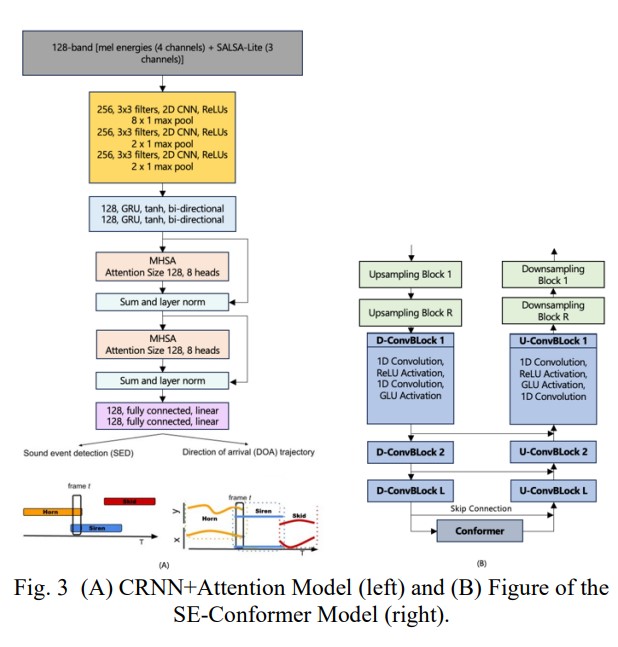 128-band [mel energies (4 channels) + SALSA-Lite (3
channels)]
256, 3x3 filters, 2D CNN, ReLUs
8 x 1 max pool
256, 3x3 filters, 2D CNN, ReLUs
2 x 1 max pool
256, 3x3 filters, 2D CNN, ReLUs
2 x 1 max pool
128, GRU, tanh, bi-directional
128, GRU, tanh, bi-directional
MHSA
Attention Size 128, 8 heads
Sum and layer norm
MHSA
Attention Size 128, 8 heads
Sum and layer norm
128, fully connected, linear
128, fully connected, linear
Sound event detection (SED)
Direction of arrival (DOA) trajectory
frame t
Skid
Horn
Siren
T
frame t
y
Horn
Siren
Skid
x
(A)
Upsampling Block 1
Upsampling Block R
D-ConvBLock 1
1D Convolution,
ReLU Activation,
1D Convolution,
GLU Activation
D-ConvBLock 2
D-ConvBLock L
Downsampling
Block 1
Downsampling
Block R
U-ConvBLock 1
1D Convolution,
ReLU Activation,
GLU Activation,
1D Convolution
U-ConvBLock 2
U-ConvBLock L
Skip Connection
Conformer
(B)
Fig. 3 (A) CRNN+Attention Model (left) and (B) Figure of the
SE-Conformer Model (right).